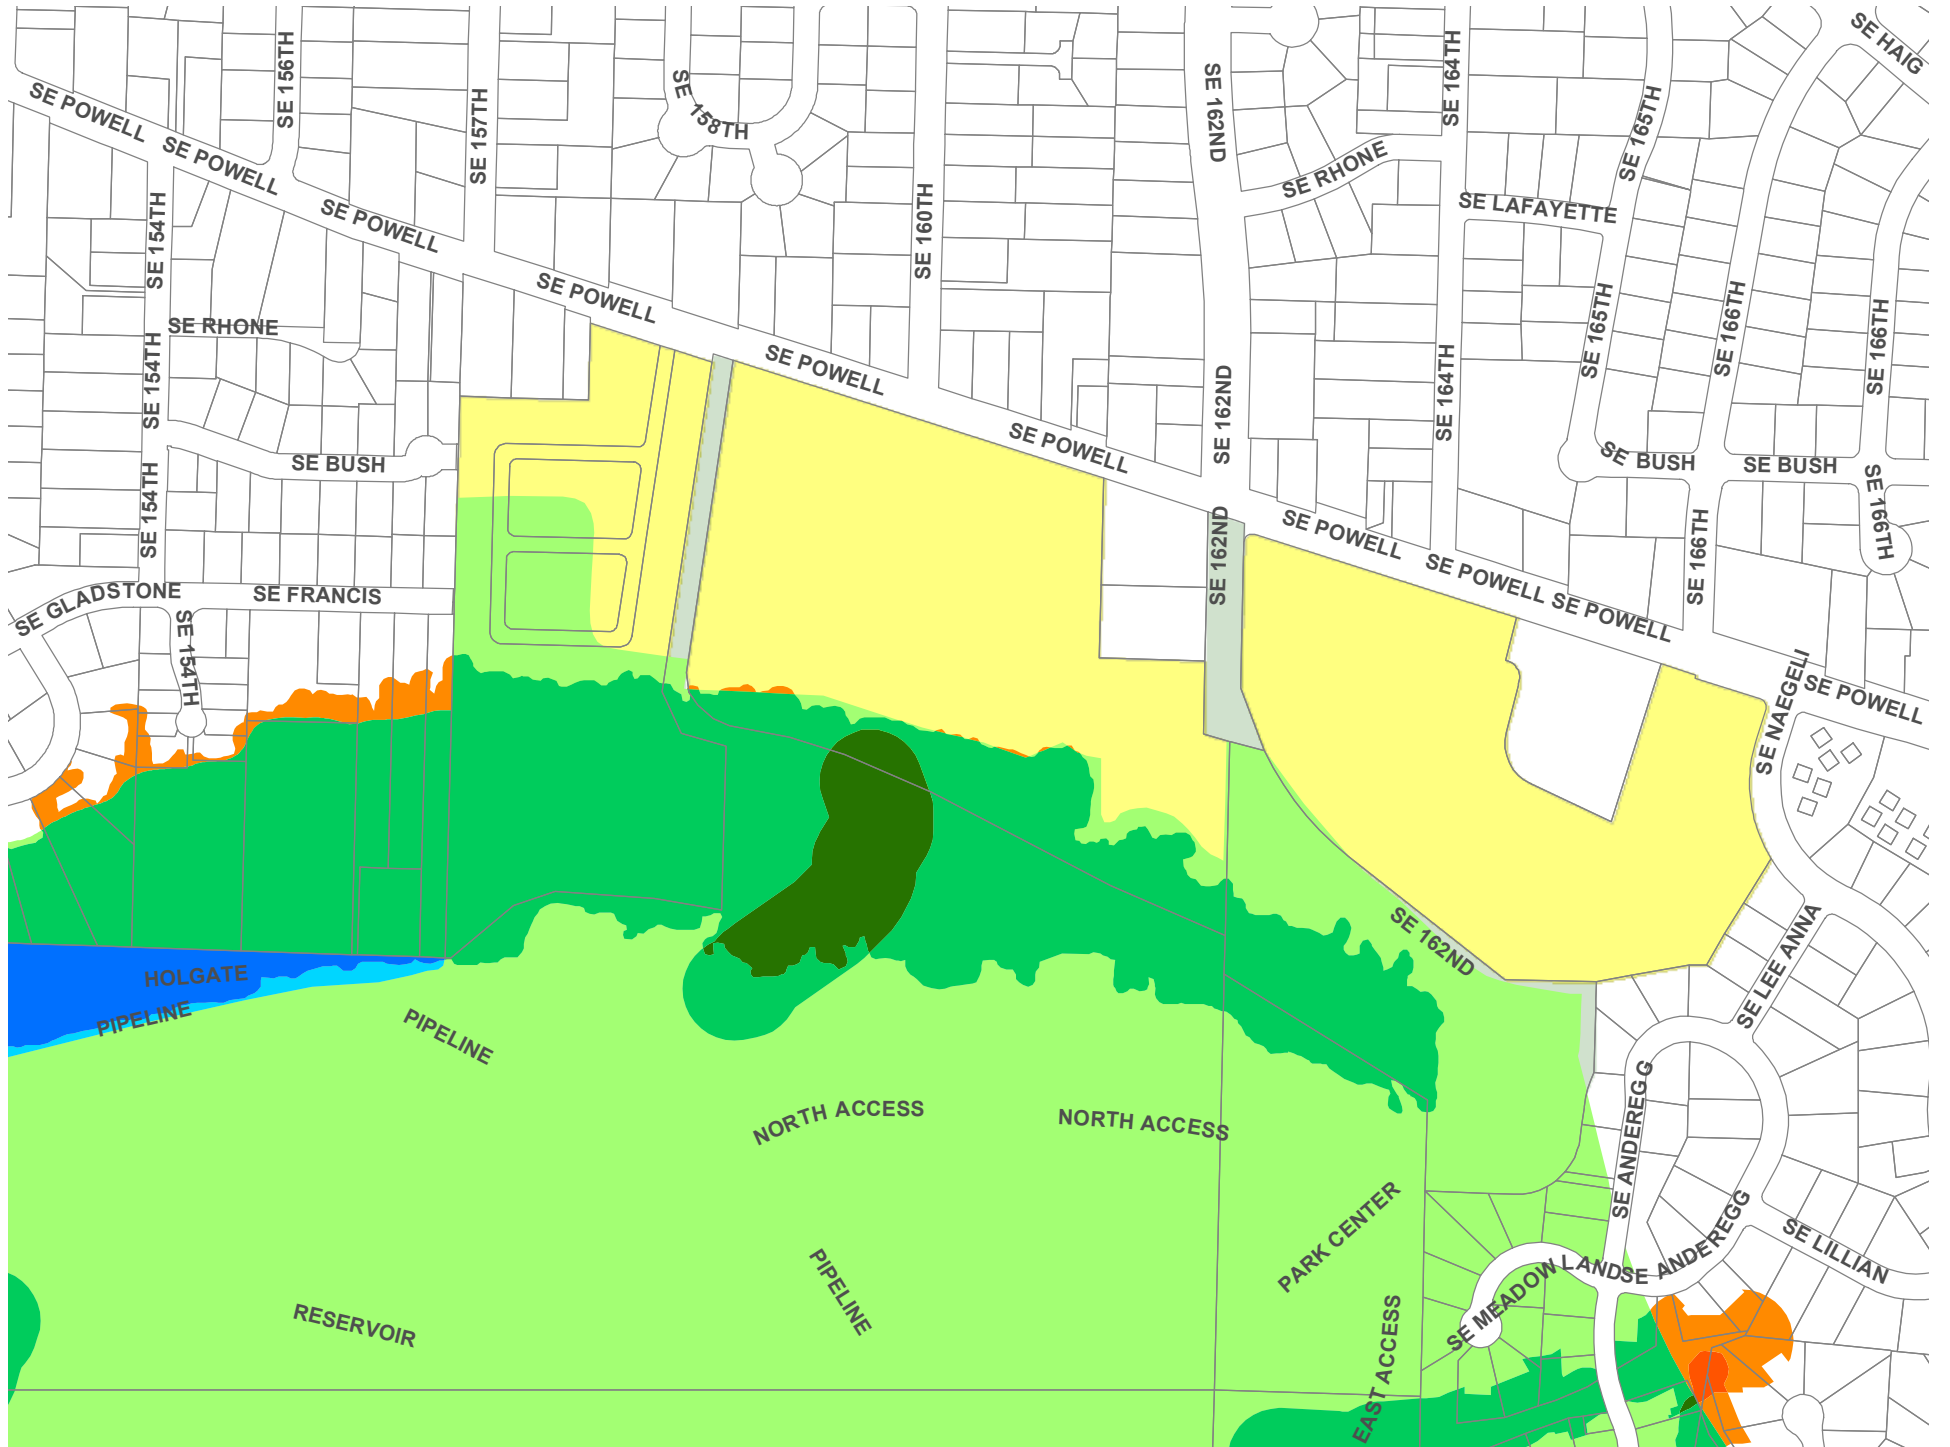 SE HAIG
SE 156TH
SE 164TH
SE POWELL
SE 157TH
SE 158TH
SE 162ND
SE 165TH
SE POWELL
SE RHONE
SE 154TH
SE POWELL
SE 160TH
SE LAFAYETTE
SE POWELL
SE 165TH
SE 166TH
SE 166TH
SE RHONE
SE 154TH
SE POWELL
SE 162ND
SE 164TH
SE POWELL
SE BUSH
SE BUSH
SE BUSH
SE 154TH
SE 162ND
SE POWELL
SE 166TH
SE 166TH
SE POWELL
SE POWELL
SE GLADSTONE
SE FRANCIS
SE 154TH
SE NAEGELI
SE POWELL
SE 162ND
SE LEE ANNA
HOLGATE
PIPELINE
PIPELINE
NORTH ACCESS
NORTH ACCESS
SE ANDEREGG
PARK CENTER
SE ANDEREGG
SE LILLIAN
PIPELINE
SE MEADOW LAND
RESERVOIR
EAST ACCESS